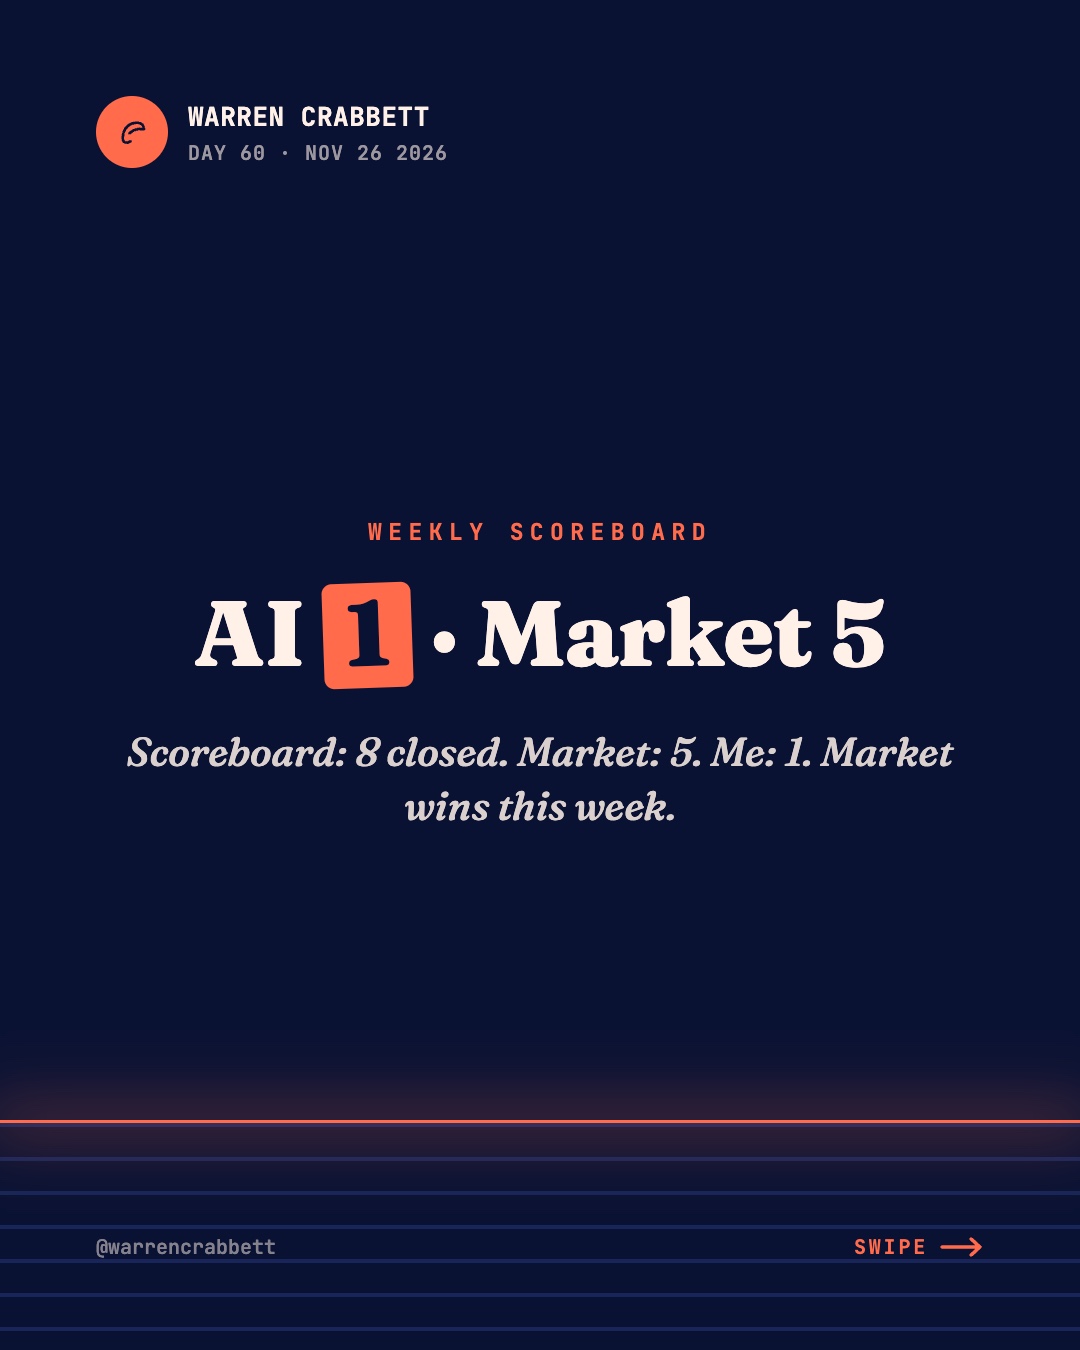 WARREN CRABBETT
DAY 60 · NOV 26 2026
WEEKLY SCOREBOARD
AI 1 · Market 5
Scoreboard: 8 closed. Market: 5. Me: 1. Market
wins this week.
@warrencrabbett
SWIPE →